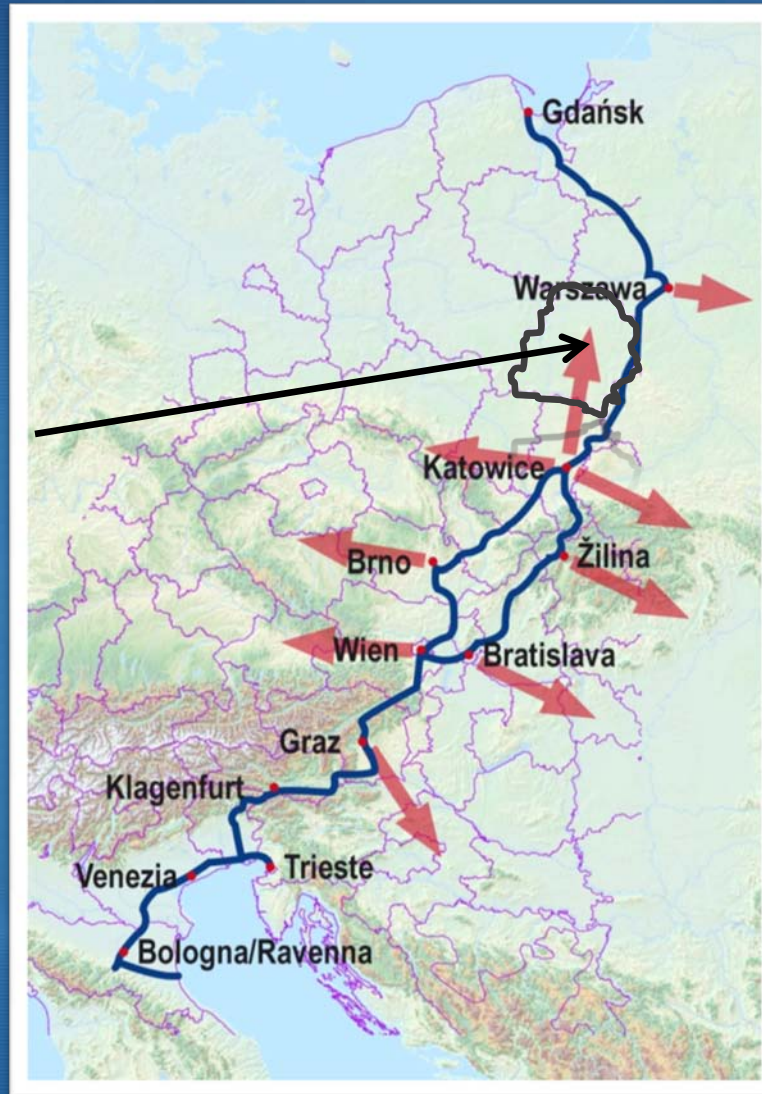 Gdańsk
Warszawa
Katowice
Brno
Žilina
Wien
Bratislava
Graz
Klagenfurt
Venezia
Trieste
Bologna/Ravenna